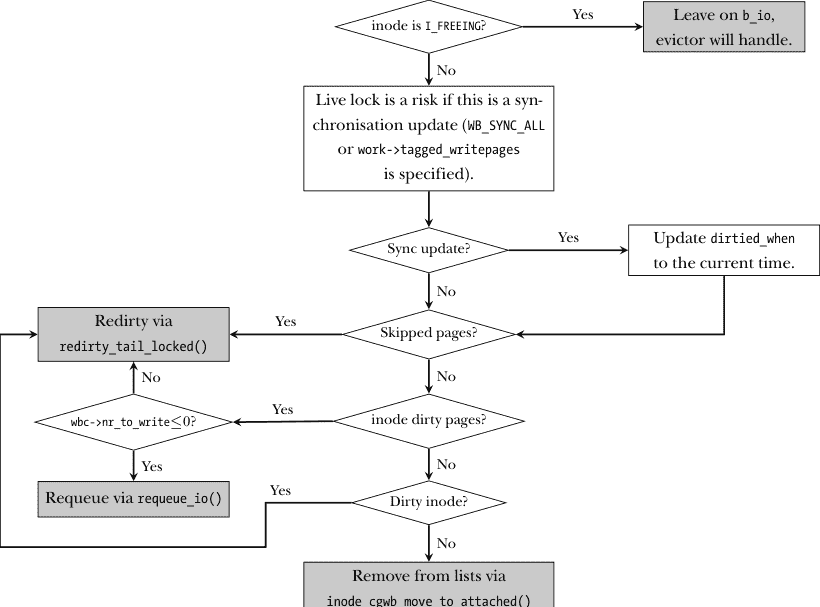 inode is I_FREEING?
Yes
Leave on b_io,
evictor will handle.
No
Live lock is a risk if this is a syn-
chronisation update (WB_SYNC_ALL
or work->tagged_writepages
is specified).
Sync update?
Yes
Update dirtied_when
to the current time.
No
Redirty via
redirty_tail_locked()
Yes
Skipped pages?
No
No
wbc->nr_to_write≤0?
Yes
inode dirty pages?
Yes
No
Requeue via requeue_io()
Yes
Dirty inode?
No
Remove from lists via
inode_cgwb_move_to_attached()